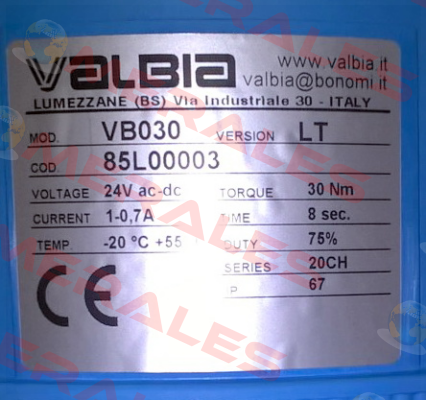 VALBIA www.valbia.it
valbia@bonomi.it
LUMEZZANE (BS) Via Industriale 30 - ITALY
MOD. VB030 VERSION LT
COD. 85L00003
VOLTAGE 24V ac-dc TORQUE 30 Nm
CURRENT 1-0,7A TIME 8 sec.
TEMP. -20 °C +55 DUTY 75%
SERIES 20CH
CE IP 67